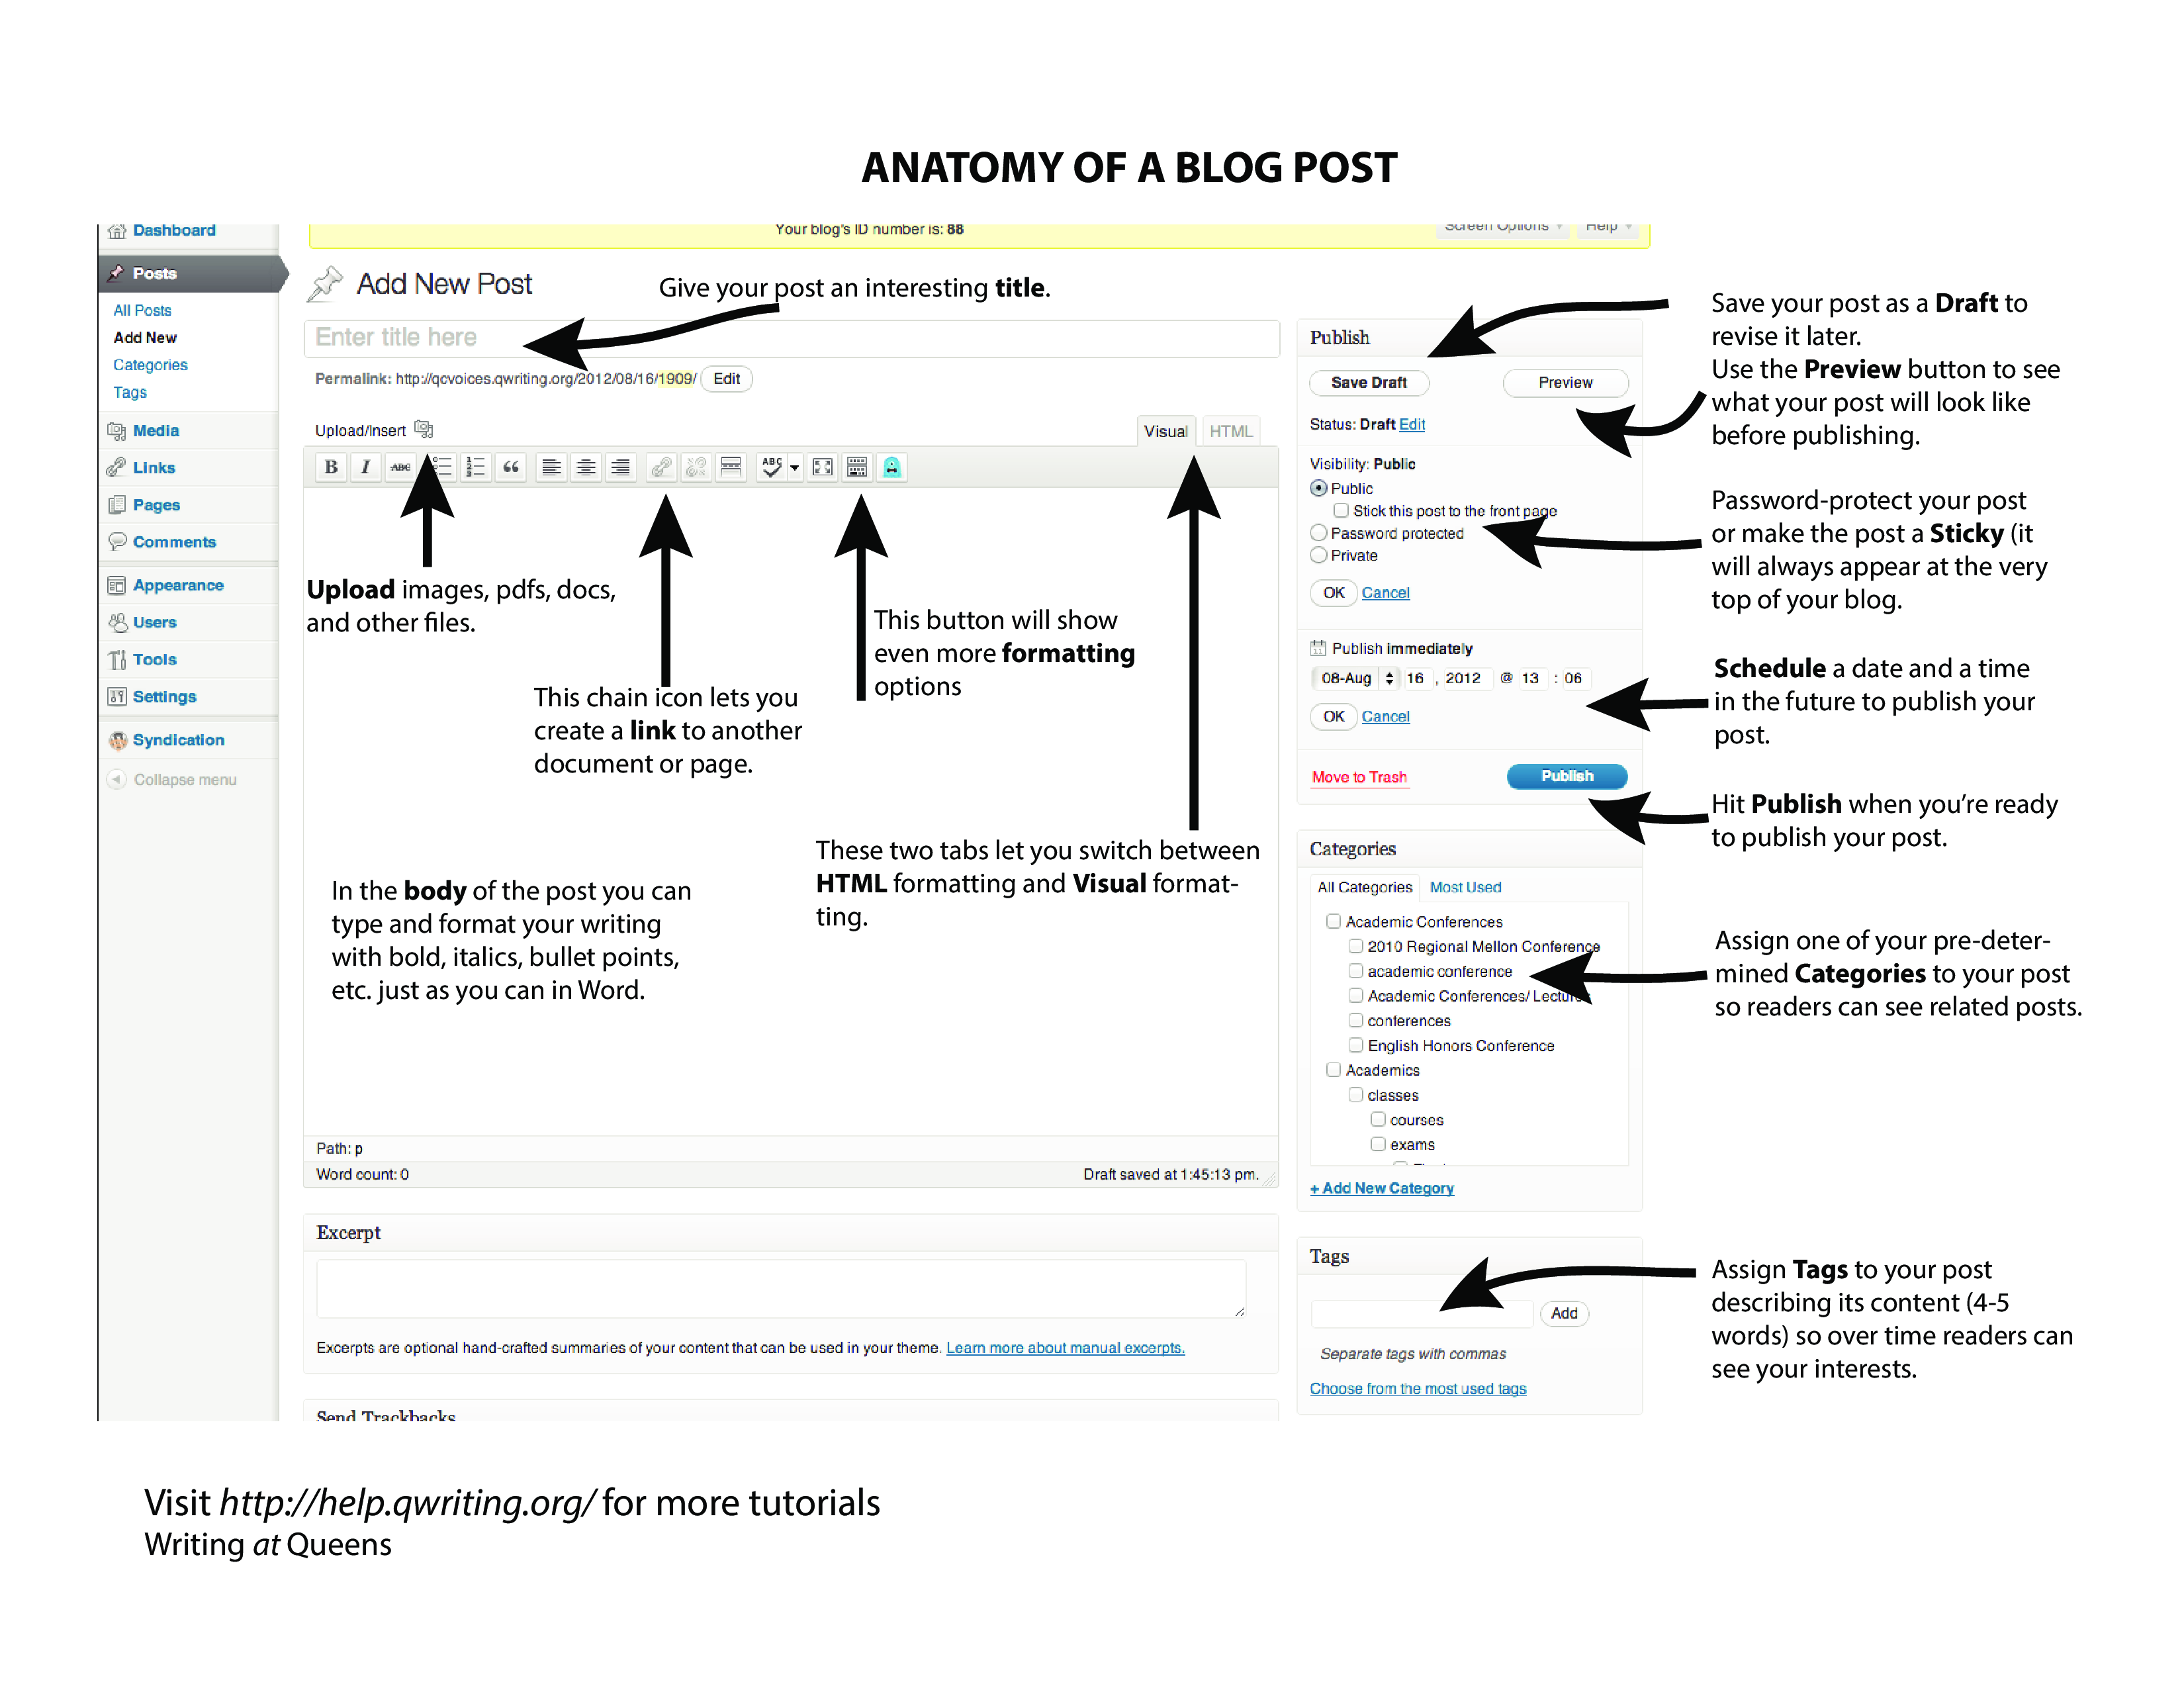 ANATOMY OF A BLOG POST
Dashboard
Your blog's ID number is: 88
Screen Options
Help
Posts
All Posts
Add New
Categories
Tags
Media
Links
Pages
Comments
Appearance
Users
Tools
Settings
Syndication
Collapse menu
Add New Post
Give your post an interesting title.
Enter title here
Permalink: http://qcvoices.qwriting.org/2012/08/16/1909/ Edit
Upload/Insert
Visual HTML
B I ABC ABC
Upload images, pdfs, docs,
and other files.
This chain icon lets you
create a link to another
document or page.
This button will show
even more formatting
options
These two tabs let you switch between
HTML formatting and Visual format-
ting.
In the body of the post you can
type and format your writing
with bold, italics, bullet points,
etc. just as you can in Word.
Path: p
Word count: 0
Draft saved at 1:45:13 pm.
Excerpt
Excerpts are optional hand-crafted summaries of your content that can be used in your theme. Learn more about manual excerpts.
Send Trackbacks
Publish
Save Draft
Preview
Status: Draft Edit
Visibility: Public
Public
Stick this post to the front page
Password protected
Private
OK Cancel
Publish immediately
08-Aug 16 , 2012 @ 13 : 06
OK Cancel
Move to Trash
Publish
Categories
All Categories Most Used
Academic Conferences
2010 Regional Mellon Conference
academic conference
Academic Conferences/ Lectures
conferences
English Honors Conference
Academics
classes
courses
exams
+ Add New Category
Tags
Add
Separate tags with commas
Choose from the most used tags
Save your post as a Draft to
revise it later.
Use the Preview button to see
what your post will look like
before publishing.
Password-protect your post
or make the post a Sticky (it
will always appear at the very
top of your blog.
Schedule a date and a time
in the future to publish your
post.
Hit Publish when you're ready
to publish your post.
Assign one of your pre-deter-
mined Categories to your post
so readers can see related posts.
Assign Tags to your post
describing its content (4-5
words) so over time readers can
see your interests.
Visit http://help.qwriting.org/ for more tutorials
Writing at Queens